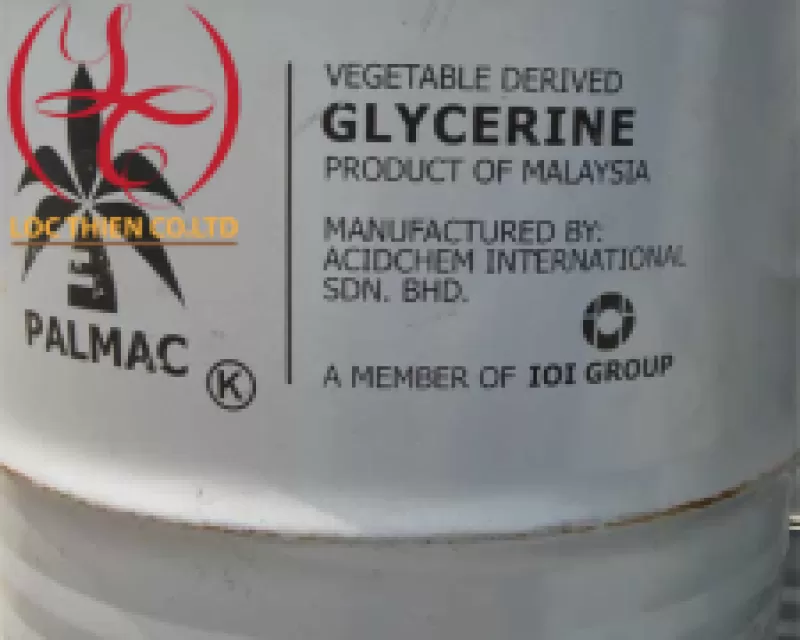 LOC THIEN CO.LTD
PALMAC
K
VEGETABLE DERIVED
GLYCERINE
PRODUCT OF MALAYSIA
MANUFACTURED BY:
ACIDCHEM INTERNATIONAL
SDN. BHD.
A MEMBER OF IOI GROUP